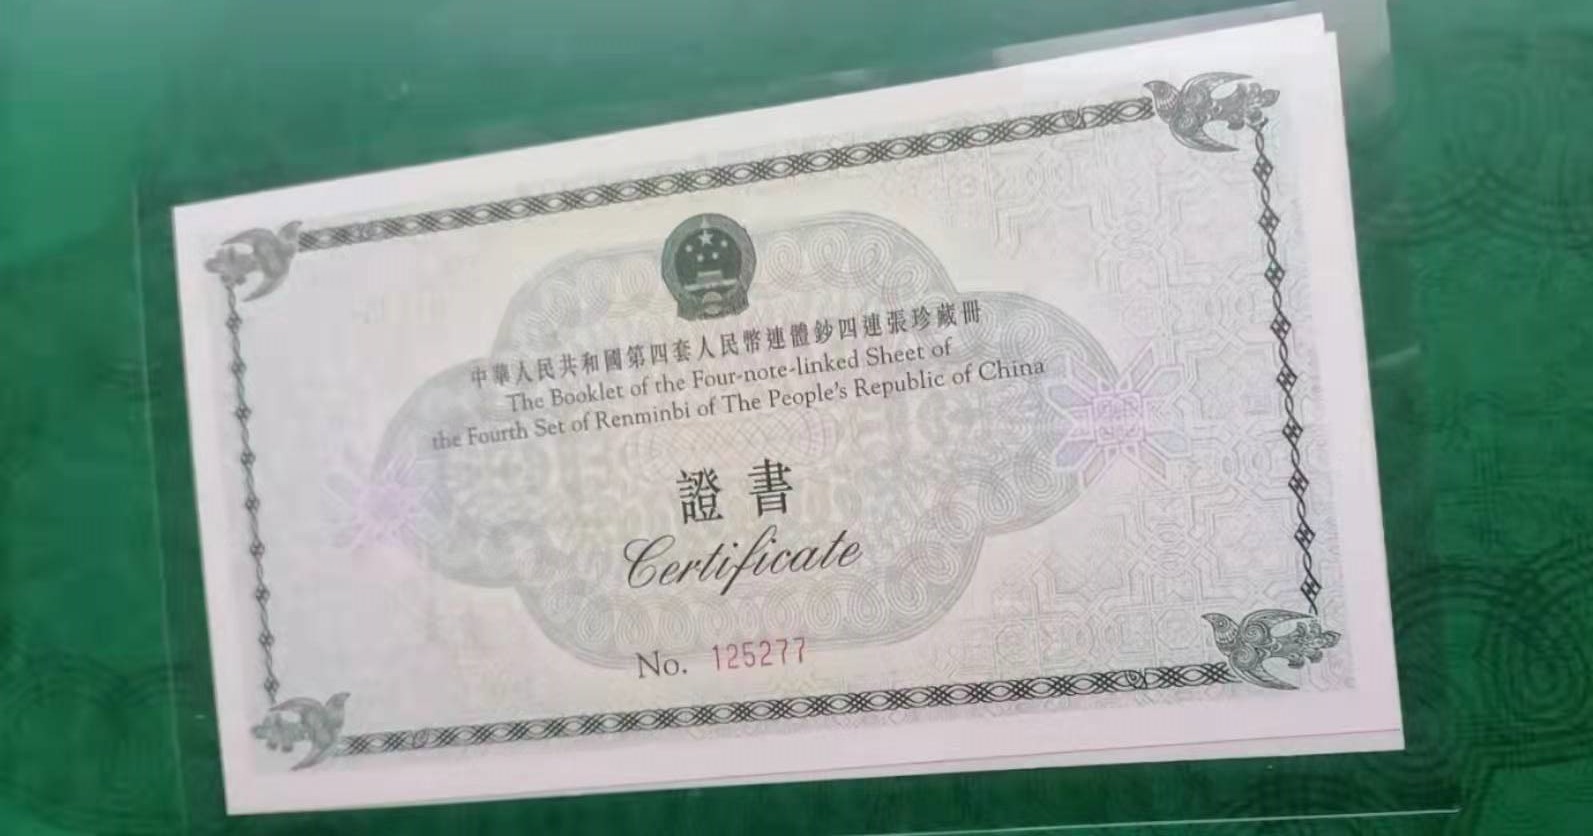 中華人民共和國第四套人民幣連體鈔四連張珍藏冊
The Booklet of the Four-note-linked Sheet of
the Fourth Set of Renminbi of The People's Republic of China
證書
Certificate
No. 125277